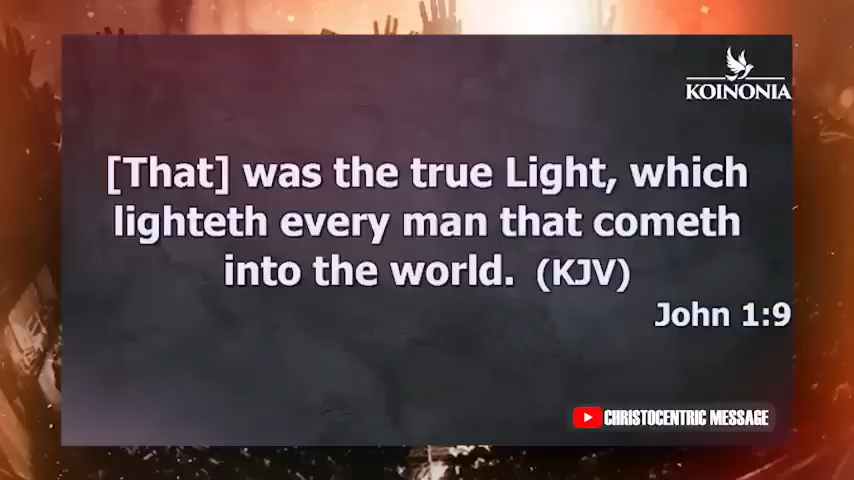 KOINONIA
[That] was the true Light, which
lighteth every man that cometh
into the world. (KJV)
John 1:9
CHRISTOCENTRIC MESSAGE